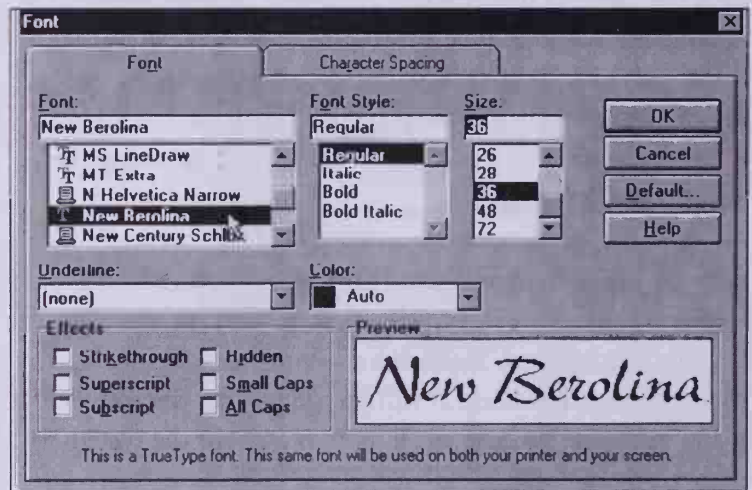 Font
Font Character Spacing
Font: Font Style: Size:
New Berolina Regular 36 OK
MS LineDraw Regular 26 Cancel
MT Extra Italic 28
N Helvetica Narrow Bold 36 Default...
New Berolina Bold Italic 48
New Century Schlbk 72 Help
Underline: Color:
(none) Auto
Effects Preview
Strikethrough Hidden
Superscript Small Caps
Subscript All Caps
New Berolina
This is a TrueType font. This same font will be used on both your printer and your screen.